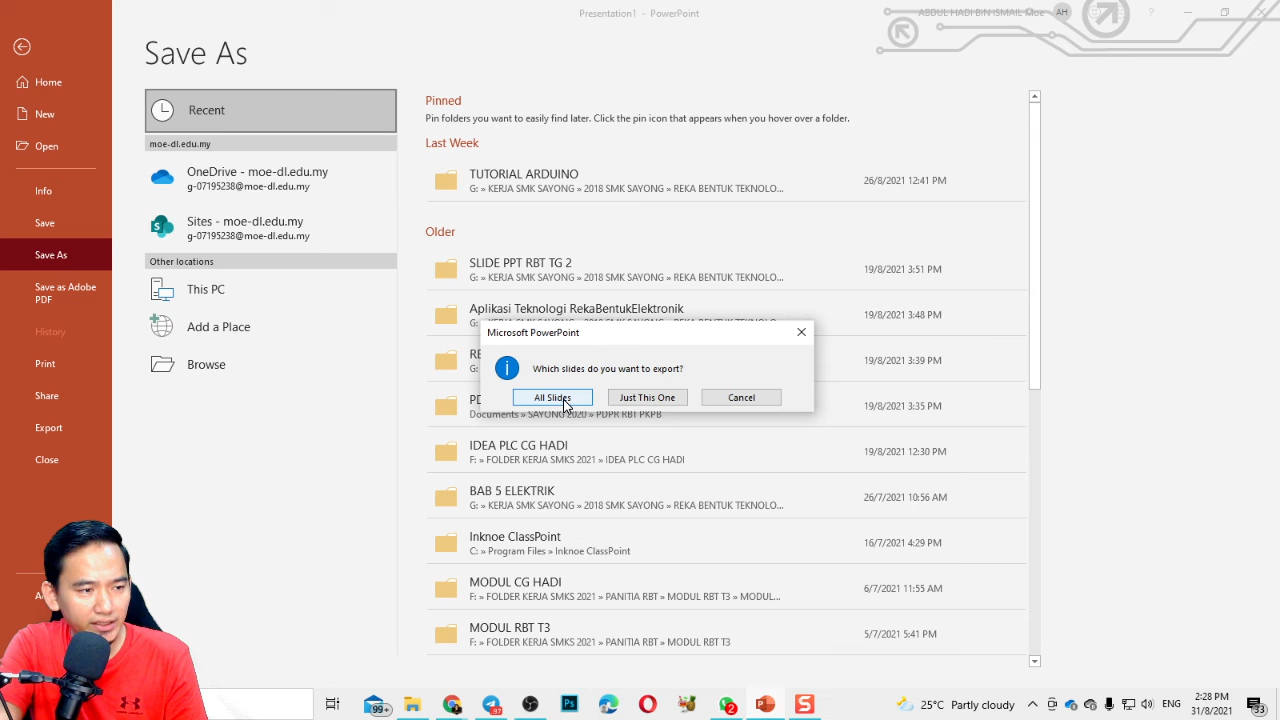 Presentation1 - PowerPoint
ABDUL HADI BIN ISMAIL Moe
AH
?
Save As
Home
New
Open
Info
Save
Save As
Save as Adobe
PDF
History
Print
Share
Export
Close
Recent
moe-dl.edu.my
OneDrive - moe-dl.edu.my
g-07195238@moe-dl.edu.my
Sites - moe-dl.edu.my
g-07195238@moe-dl.edu.my
Other locations
This PC
Add a Place
Browse
Pinned
Pin folders you want to easily find later. Click the pin icon that appears when you hover over a folder.
Last Week
TUTORIAL ARDUINO
26/8/2021 12:41 PM
G: » KERJA SMK SAYONG » 2018 SMK SAYONG » REKA BENTUK TEKNOLO...
Older
SLIDE PPT RBT TG 2
19/8/2021 3:51 PM
G: » KERJA SMK SAYONG » 2018 SMK SAYONG » REKA BENTUK TEKNOLO...
Aplikasi Teknologi RekaBentukElektronik
19/8/2021 3:48 PM
19/8/2021 3:39 PM
19/8/2021 3:35 PM
Documents » SAYONG 2020 » PDPR RBT PKPB
Microsoft PowerPoint
Which slides do you want to export?
All Slides
Just This One
Cancel
IDEA PLC CG HADI
19/8/2021 12:30 PM
F: » FOLDER KERJA SMKS 2021 » IDEA PLC CG HADI
BAB 5 ELEKTRIK
26/7/2021 10:56 AM
G: » KERJA SMK SAYONG » 2018 SMK SAYONG » REKA BENTUK TEKNOLO...
Inknoe ClassPoint
16/7/2021 4:29 PM
C: » Program Files » Inknoe ClassPoint
MODUL CG HADI
6/7/2021 11:55 AM
F: » FOLDER KERJA SMKS 2021 » PANITIA RBT » MODUL RBT T3 » MODUL...
MODUL RBT T3
5/7/2021 5:41 PM
F: » FOLDER KERJA SMKS 2021 » PANITIA RBT » MODUL RBT T3
99+
97
Ps
2
S
25°C Partly cloudy
ENG
2:28 PM
31/8/2021
33